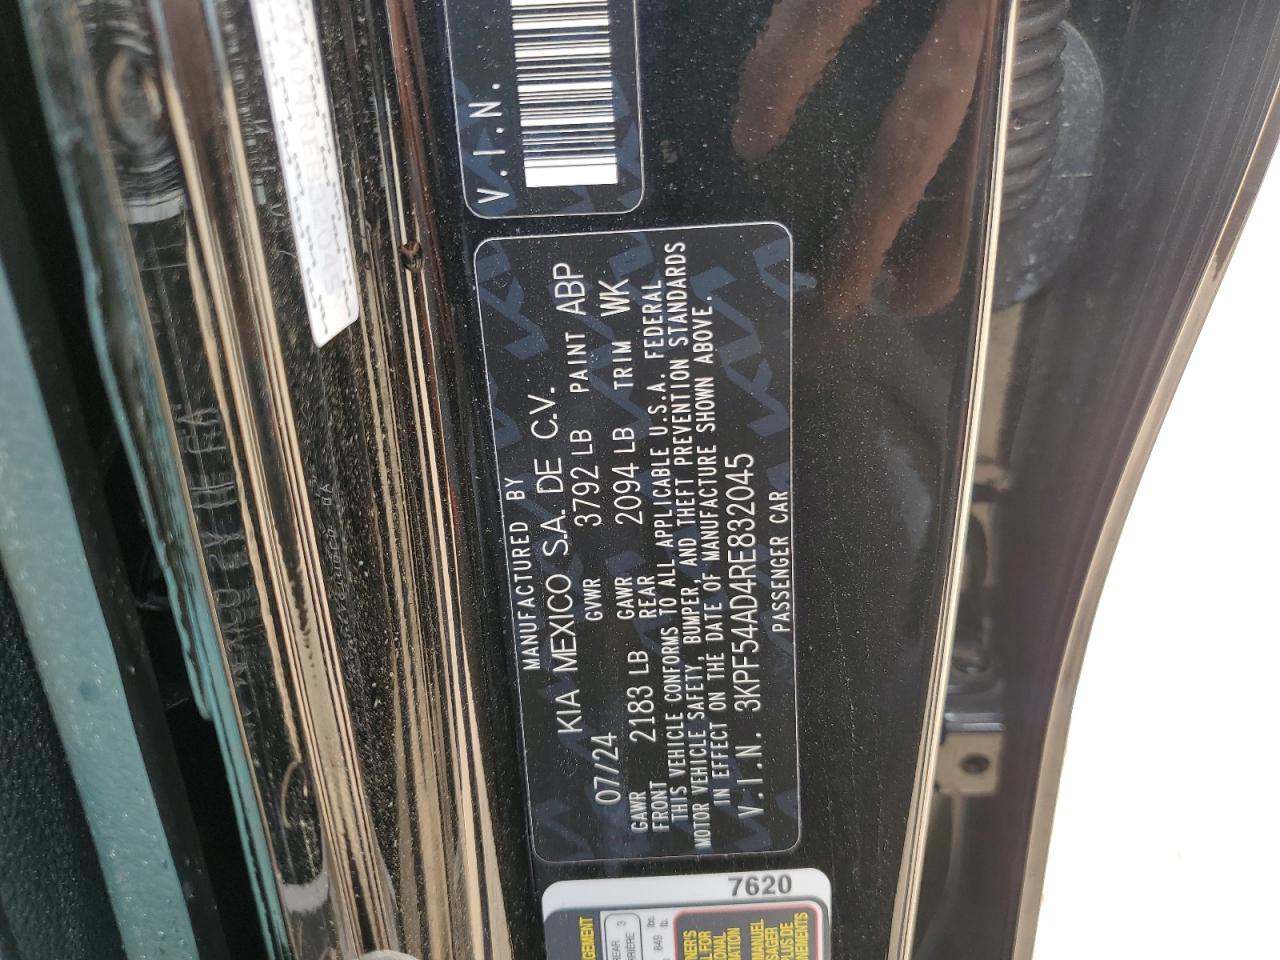 V.I.N.
MANUFACTURED BY
KIA MEXICO S.A. DE C.V.
07/24 GVWR 3792 LB PAINT ABP
GAWR FRONT 2183 LB GAWR REAR 2094 LB TRIM WK
THIS VEHICLE CONFORMS TO ALL APPLICABLE U.S.A. FEDERAL
MOTOR VEHICLE SAFETY, BUMPER, AND THEFT PREVENTION STANDARDS
IN EFFECT ON THE DATE OF MANUFACTURE SHOWN ABOVE.
V.I.N. 3KPF54AD4RE832045
PASSENGER CAR
7620